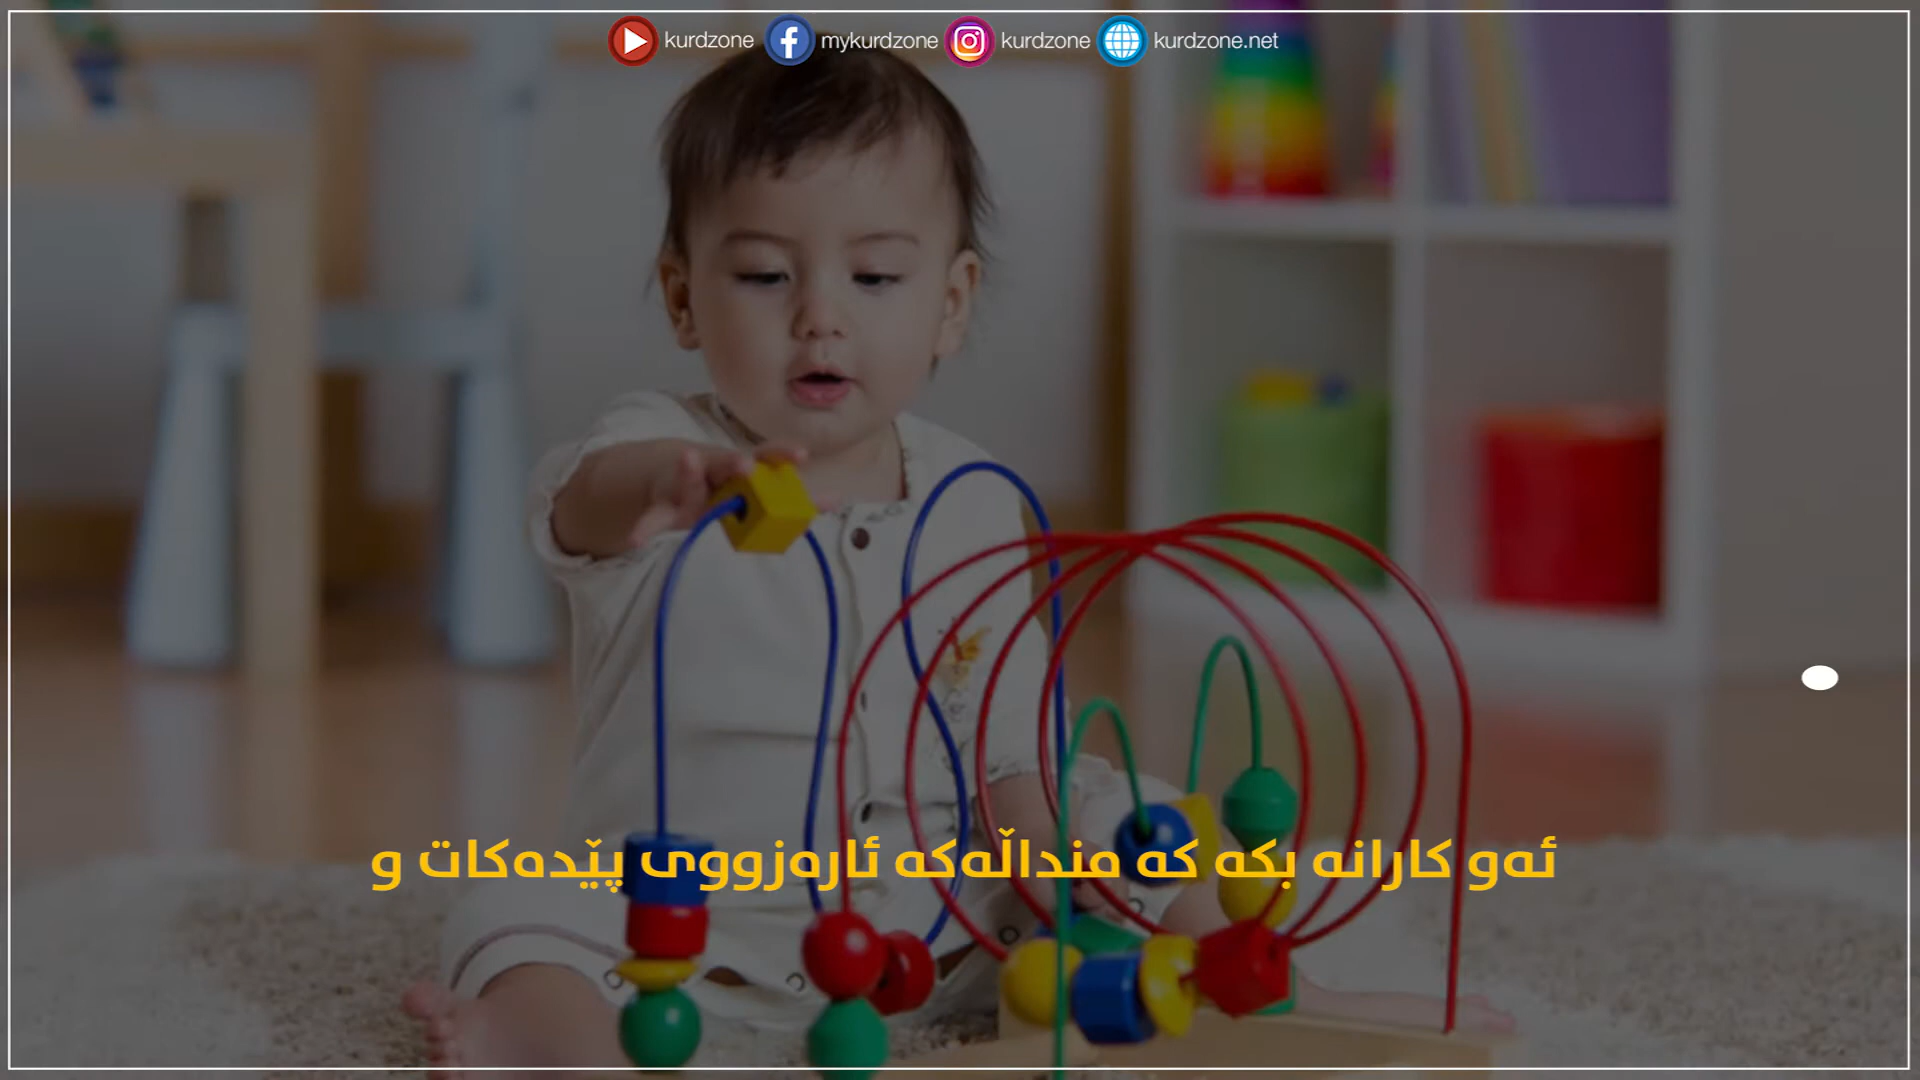 kurdzone mykurdzone kurdzone kurdzone.net
ئەو کارانە بکە کە منداڵەکە ئارەزووی پێدەکات و